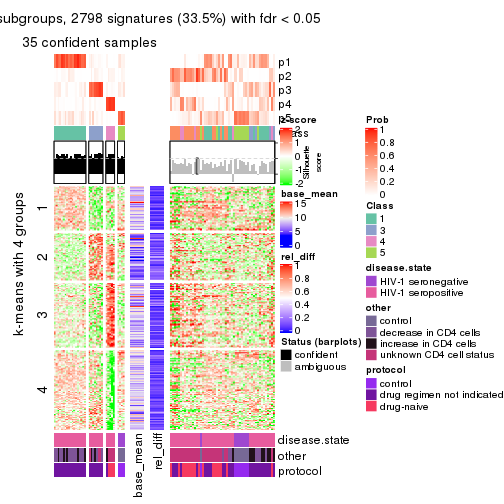 subgroups, 2798 signatures (33.5%) with fdr < 0.05
35 confident samples
p1
p2
p3
p4
p5
z-score
2
-2
Class
Silhouette
score
k-means with 4 groups
1
2
3
4
base_mean
15
10
5
0
rel_diff
1
0.8
0.6
0.4
0.2
0
Status (barplots)
confident
ambiguous
Prob
1
0.8
0.6
0.4
0.2
0
Class
1
3
4
5
disease.state
HIV-1 seronegative
HIV-1 seropositive
other
control
decrease in CD4 cells
increase in CD4 cells
unknown CD4 cell status
protocol
control
drug regimen not indicated
drug-naive
disease.state
other
protocol
base_mean
rel_diff